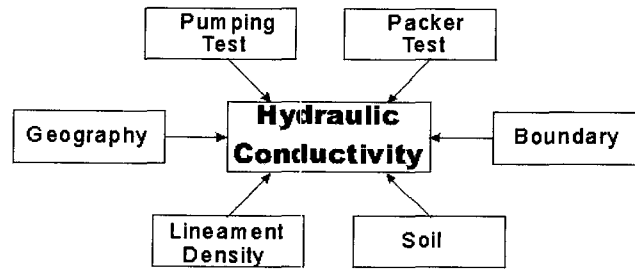 Pumping
Test
Packer
Test
Geography
Hydraulic
Conductivity
Boundary
Lineament
Density
Soil